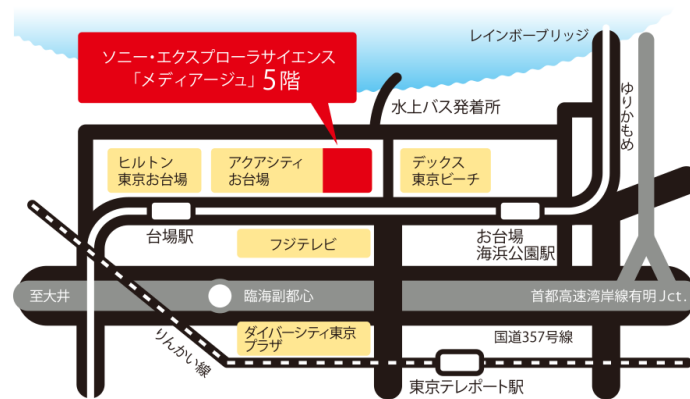 レインボーブリッジ
ソニー・エクスプローラサイエンス
「メディアージュ」5階
水上バス発着所
ゆりかもめ
ヒルトン
東京お台場
アクアシティ
お台場
デックス
東京ビーチ
台場駅
フジテレビ
お台場
海浜公園駅
至大井
臨海副都心
首都高速湾岸線有明Jct.
りんかい線
ダイバーシティ東京
プラザ
国道357号線
東京テレポート駅